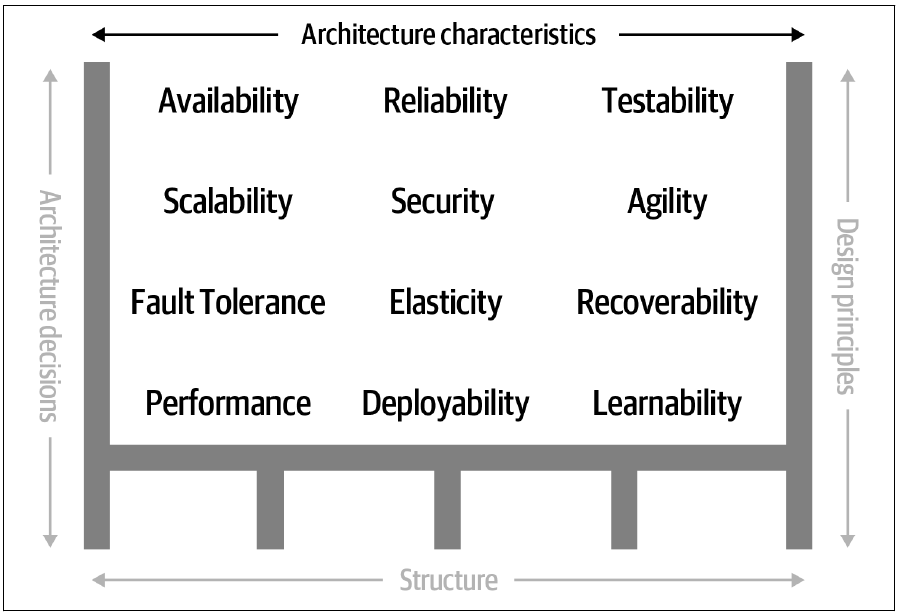 Architecture characteristics
Availability Reliability Testability
Scalability Security Agility
Fault Tolerance Elasticity Recoverability
Performance Deployability Learnability
Architecture decisions
Design principles
Structure